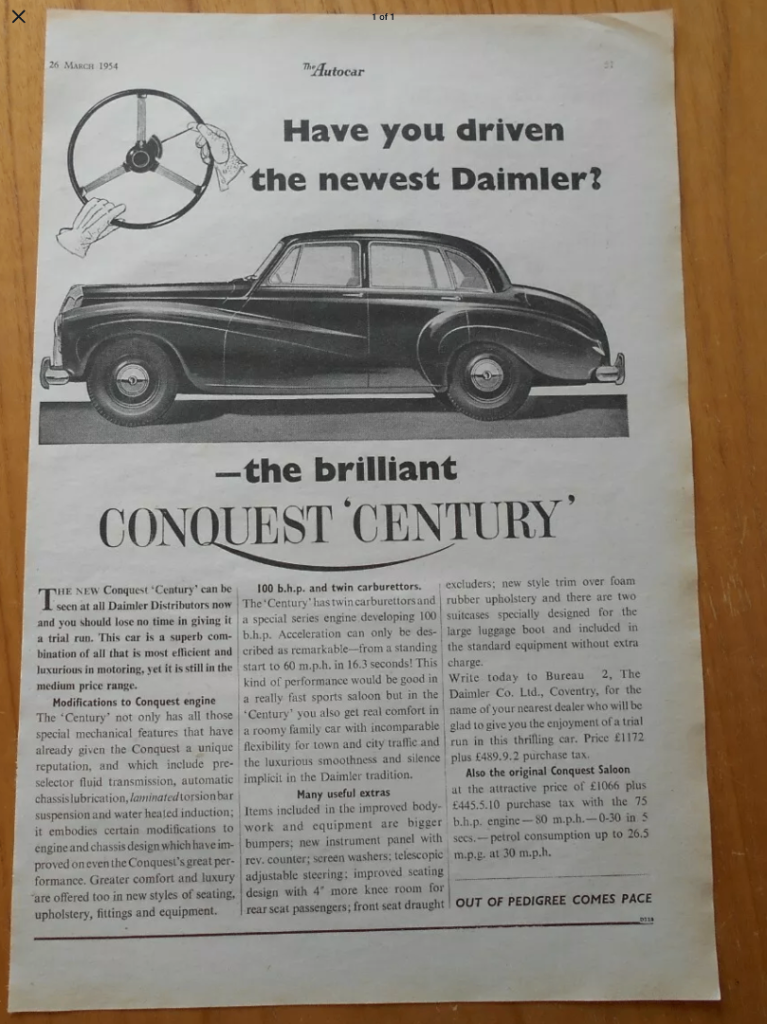 1 of 1
26 March 1954
The Autocar
21
Have you driven
the newest Daimler?
—the brilliant
CONQUEST ‘CENTURY’
THE NEW Conquest ‘Century’ can be
seen at all Daimler Distributors now
and you should lose no time in giving it
a trial run. This car is a superb com-
bination of all that is most efficient and
luxurious in motoring, yet it is still in the
medium price range.
Modifications to Conquest engine
The ‘Century’ not only has all those
special mechanical features that have
already given the Conquest a unique
reputation, and which include pre-
selector fluid transmission, automatic
chassis lubrication, laminated torsion bar
suspension and water heated induction;
it embodies certain modifications to
engine and chassis design which have im-
proved on even the Conquest's great per-
formance. Greater comfort and luxury
are offered too in new styles of seating,
upholstery, fittings and equipment.
100 b.h.p. and twin carburettors.
The ‘Century’ has twin carburettors and
a special series engine developing 100
b.h.p. Acceleration can only be des-
cribed as remarkable—from a standing
start to 60 m.p.h. in 16.3 seconds! This
kind of performance would be good in
a really fast sports saloon but in the
‘Century’ you also get real comfort in
a roomy family car with incomparable
flexibility for town and city traffic and
the luxurious smoothness and silence
implicit in the Daimler tradition.
Many useful extras
Items included in the improved body-
work and equipment are bigger
bumpers; new instrument panel with
rev. counter; screen washers; telescopic
adjustable steering; improved seating
design with 4" more knee room for
rear seat passengers; front seat draught
excluders; new style trim over foam
rubber upholstery and there are two
suitcases specially designed for the
large luggage boot and included in
the standard equipment without extra
charge.
Write today to Bureau 2, The
Daimler Co. Ltd., Coventry, for the
name of your nearest dealer who will be
glad to give you the enjoyment of a trial
run in this thrilling car. Price £1172
plus £489.9.2 purchase tax.
Also the original Conquest Saloon
at the attractive price of £1066 plus
£445.5.10 purchase tax with the 75
b.h.p. engine—80 m.p.h.—0-30 in 5
secs.—petrol consumption up to 26.5
m.p.g. at 30 m.p.h.
OUT OF PEDIGREE COMES PACE